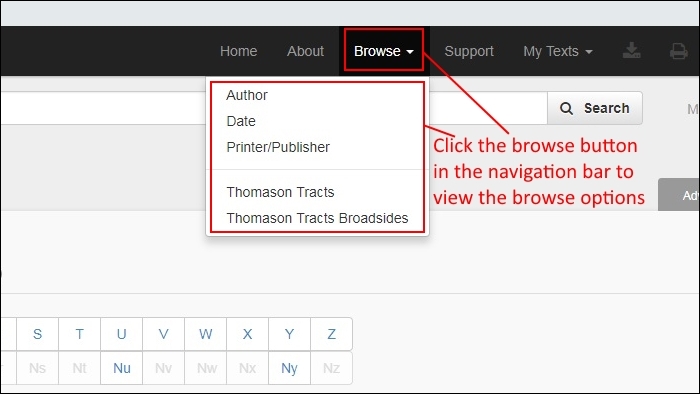 Home About Browse Support My Texts
Author
Date
Printer/Publisher
Thomason Tracts
Thomason Tracts Broadsides
Search
M
Click the browse button
in the navigation bar to
view the browse options
Adv
)
S T U V W X Y Z
Ns Nt Nu Nv Nw Nx Ny Nz